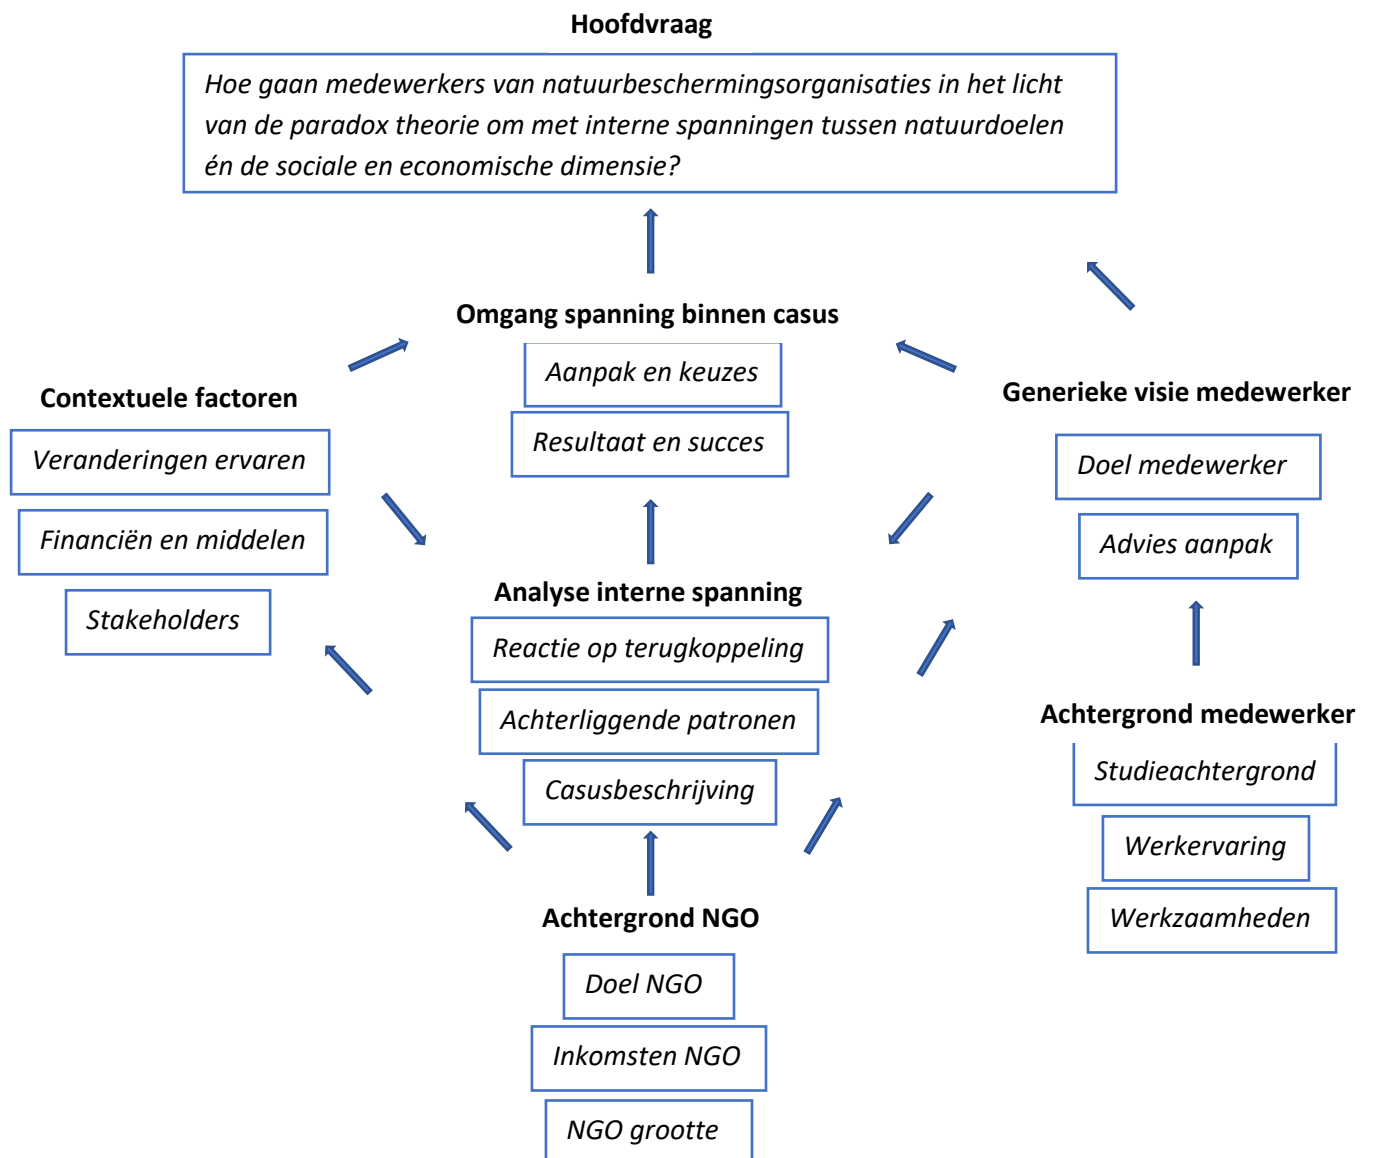 Hoofdvraag
Hoe gaan medewerkers van natuurbeschermingsorganisaties in het licht
van de paradox theorie om met interne spanningen tussen natuurdoelen
én de sociale en economische dimensie?
Omgang spanning binnen casus
Aanpak en keuzes
Resultaat en succes
Contextuele factoren
Veranderingen ervaren
Financiën en middelen
Stakeholders
Generieke visie medewerker
Doel medewerker
Advies aanpak
Analyse interne spanning
Reactie op terugkoppeling
Achterliggende patronen
Casusbeschrijving
Achtergrond medewerker
Studieachtergrond
Werkervaring
Werkzaamheden
Achtergrond NGO
Doel NGO
Inkomsten NGO
NGO grootte